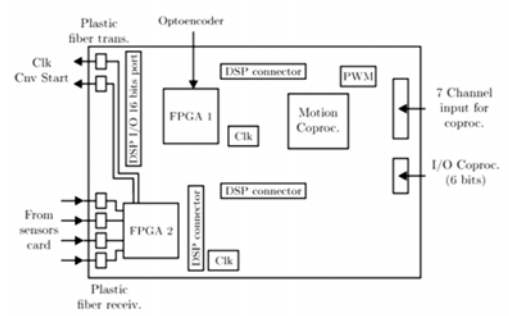 Plastic
fiber trans.
Optoencoder
Clk
Cnv Start
DSP I/O 16 bits port
DSP connector
PWM
FPGA 1
Motion
Coproc.
7 Channel
input for
coproc.
Clk
I/O Coproc.
(6 bits)
DSP connector
DSP connector
From
sensors
card
FPGA 2
Clk
Plastic
fiber receiv.